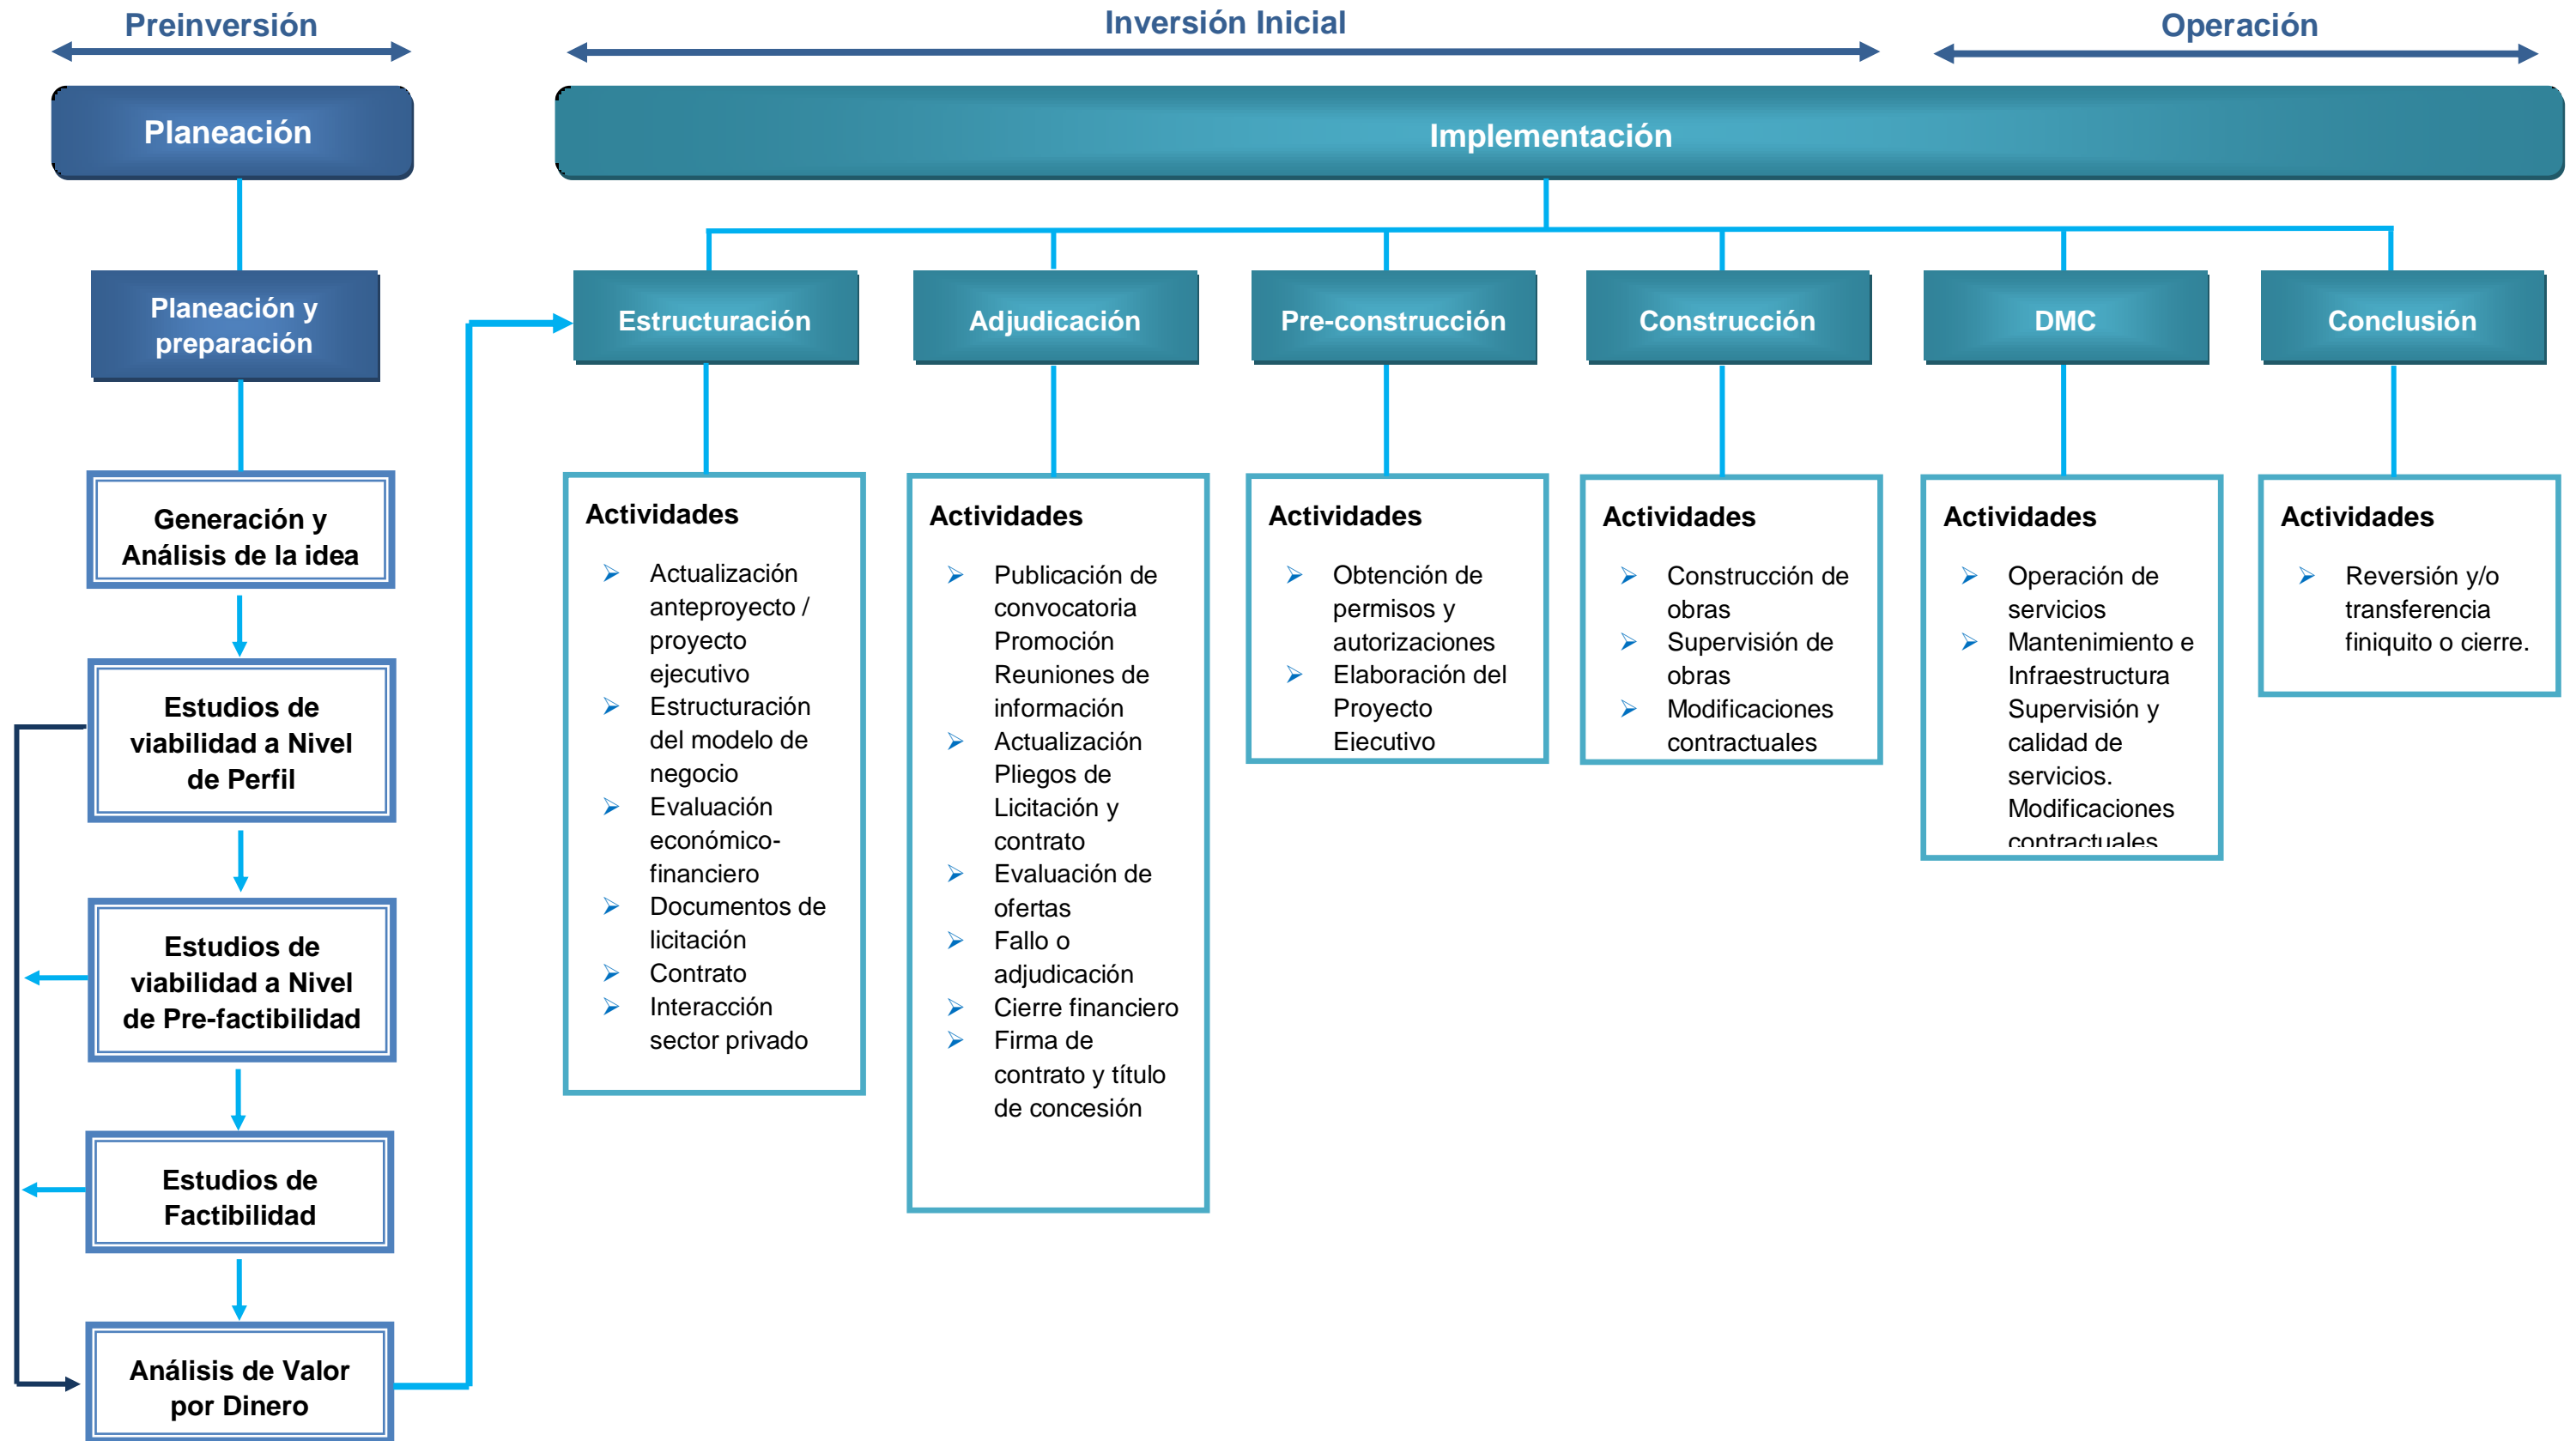 Preinversión
Inversión Inicial
Operación
Planeación
Implementación
Planeación y
preparación
Generación y
Análisis de la idea
Estudios de
viabilidad a Nivel
de Perfil
Estudios de
viabilidad a Nivel
de Pre-factibilidad
Estudios de
Factibilidad
Análisis de Valor
por Dinero
Estructuración
Actividades
Actualización
anteproyecto /
proyecto
ejecutivo
Estructuración
del modelo de
negocio
Evaluación
económico-
financiero
Documentos de
licitación
Contrato
Interacción
sector privado
Adjudicación
Actividades
Publicación de
convocatoria
Promoción
Reuniones de
información
Actualización
Pliegos de
Licitación y
contrato
Evaluación de
ofertas
Fallo o
adjudicación
Cierre financiero
Firma de
contrato y título
de concesión
Pre-construcción
Actividades
Obtención de
permisos y
autorizaciones
Elaboración del
Proyecto
Ejecutivo
Construcción
Actividades
Construcción de
obras
Supervisión de
obras
Modificaciones
contractuales
DMC
Actividades
Operación de
servicios
Mantenimiento e
Infraestructura
Supervisión y
calidad de
servicios.
Modificaciones
contractuales
Conclusión
Actividades
Reversión y/o
transferencia
finiquito o cierre.